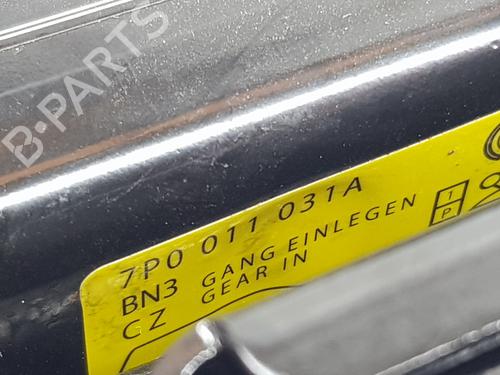 B-PARTS
7P0 011 031A
BN3 GANG EINLEGEN
CZ GEAR IN
I
P